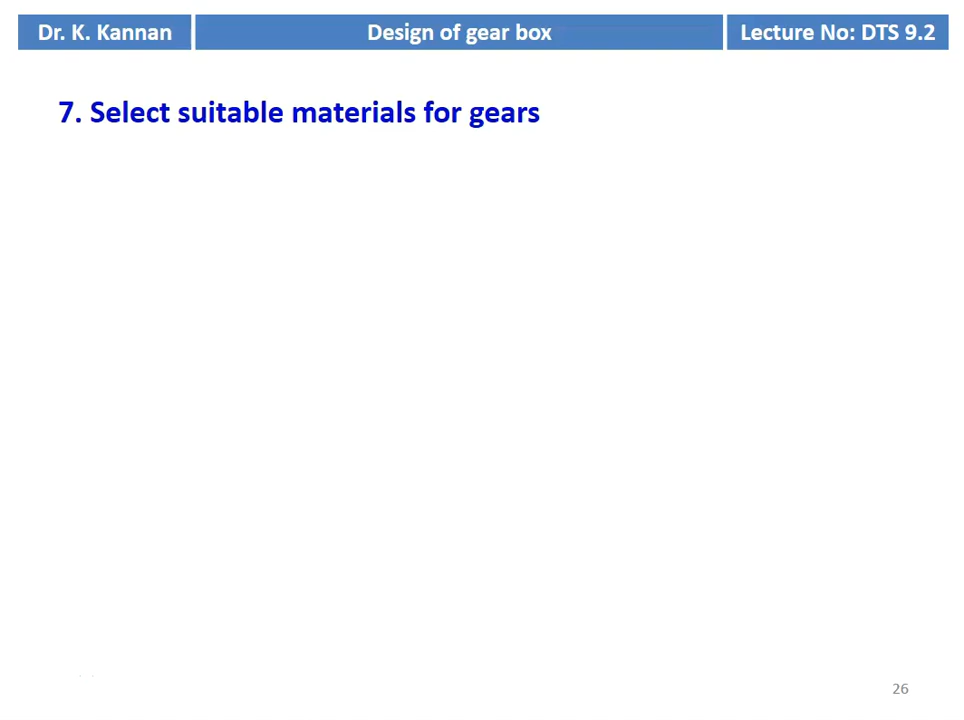 Dr. K. Kannan
Design of gear box
Lecture No: DTS 9.2
7. Select suitable materials for gears
26